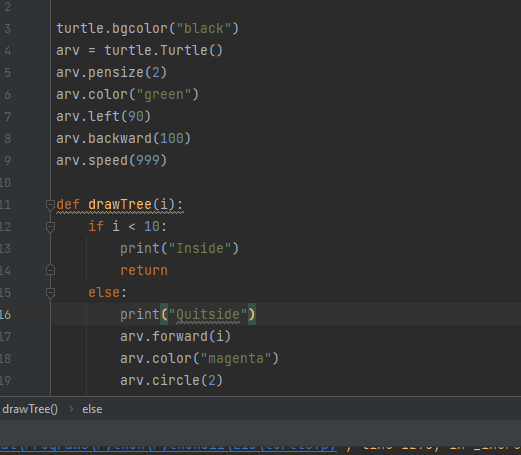 2
3 turtle.bgcolor("black")
4 arv = turtle.Turtle()
5 arv.pensize(2)
6 arv.color("green")
7 arv.left(90)
8 arv.backward(100)
9 arv.speed(999)
10
11 def drawTree(i):
12 if i < 10:
13 print("Inside")
14 return
15 else:
16 print("Quitside")
17 arv.forward(i)
18 arv.color("magenta")
19 arv.circle(2)
drawTree() › else